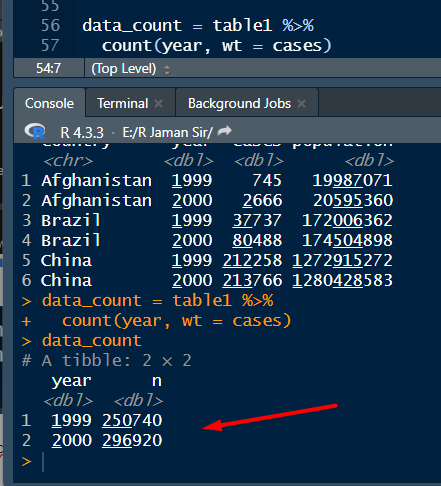 55
56 data_count = table1 %>%
57 count(year, wt = cases)
54:7 (Top Level)
Console Terminal Background Jobs
R R 4.3.3 · E:/R Jaman Sir/
country year cases population
<chr> <dbl> <dbl> <dbl>
1 Afghanistan 1999 745 19987071
2 Afghanistan 2000 2666 20595360
3 Brazil 1999 37737 172006362
4 Brazil 2000 80488 174504898
5 China 1999 212258 1272915272
6 China 2000 213766 1280428583
> data_count = table1 %>%
+ count(year, wt = cases)
> data_count
# A tibble: 2 × 2
year n
<dbl> <dbl>
1 1999 250740
2 2000 296920
>